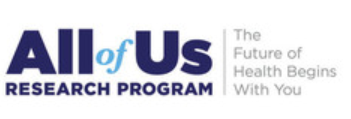 All of Us
RESEARCH PROGRAM
The
Future of
Health Begins
With You